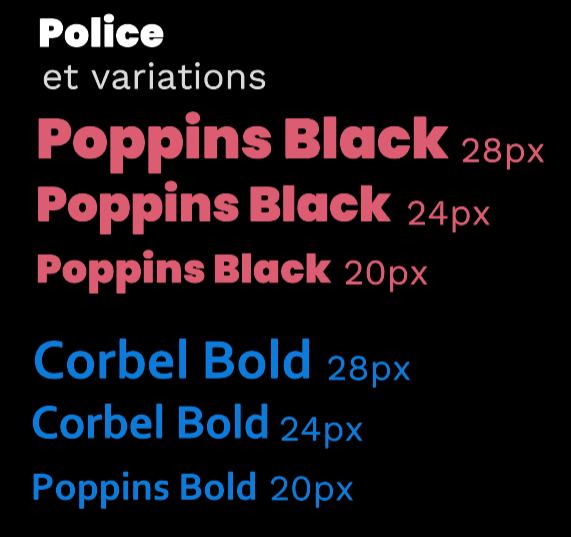 Police
et variations
Poppins Black 28px
Poppins Black 24px
Poppins Black 20px
Corbel Bold 28px
Corbel Bold 24px
Poppins Bold 20px